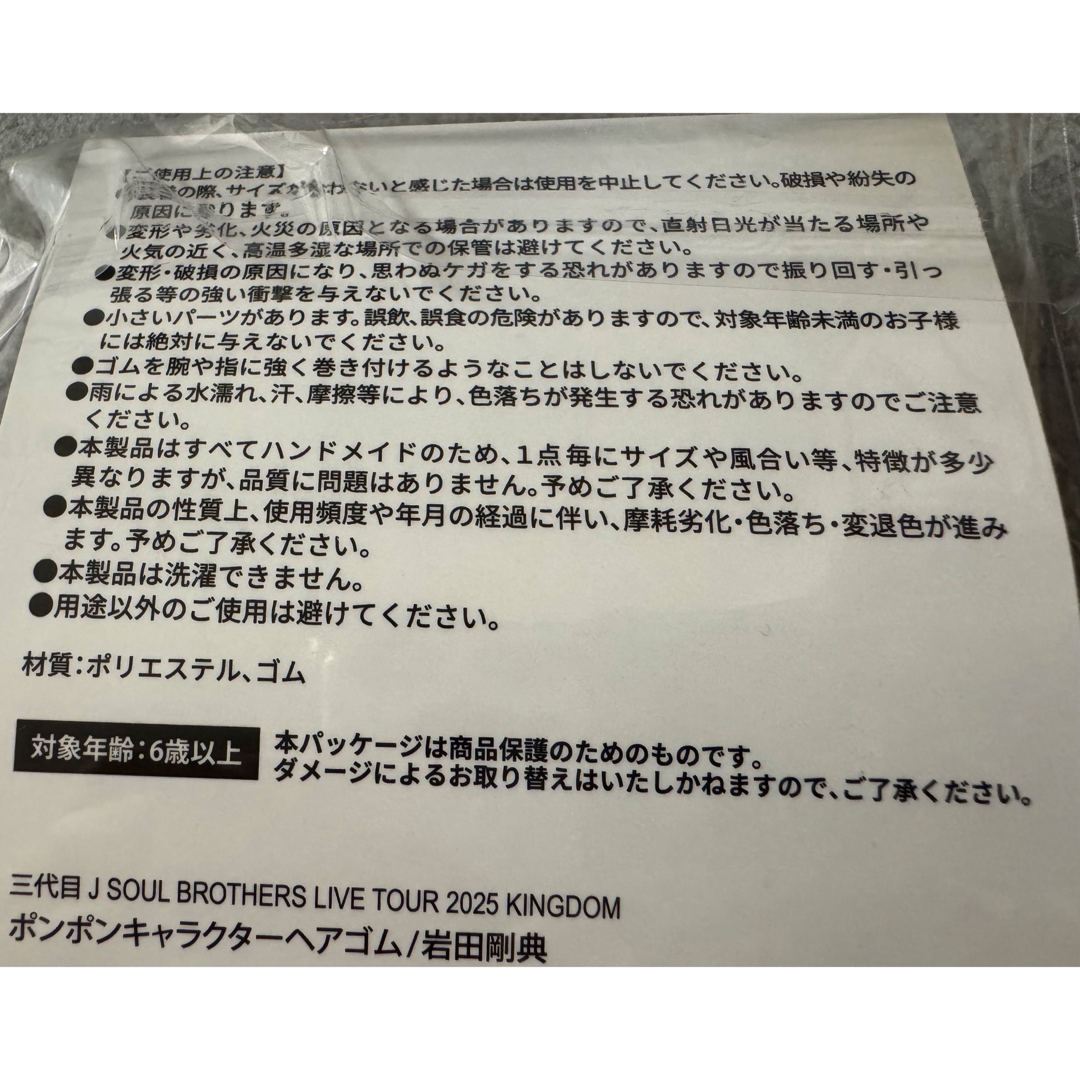 【ご使用上の注意】
●装着の際、サイズが合わないと感じた場合は使用を中止してください。破損や紛失の
原因になります。
●変形や劣化、火災の原因となる場合がありますので、直射日光が当たる場所や
火気の近く、高温多湿な場所での保管は避けてください。
●変形・破損の原因になり、思わぬケガをする恐れがありますので振り回す・引っ
張る等の強い衝撃を与えないでください。
●小さいパーツがあります。誤飲、誤食の危険がありますので、対象年齢未満のお子様
には絶対に与えないでください。
●ゴムを腕や指に強く巻き付けるようなことはしないでください。
●雨による水濡れ、汗、摩擦等により、色落ちが発生する恐れがありますのでご注意
ください。
●本製品はすべてハンドメイドのため、1点毎にサイズや風合い等、特徴が多少
異なりますが、品質に問題はありません。予めご了承ください。
●本製品の性質上、使用頻度や年月の経過に伴い、摩耗劣化・色落ち・変退色が進み
ます。予めご了承ください。
●本製品は洗濯できません。
●用途以外のご使用は避けてください。
材質：ポリエステル、ゴム
対象年齢：6歳以上
本パッケージは商品保護のためのものです。
ダメージによるお取り替えはいたしかねますので、ご了承ください。
三代目 J SOUL BROTHERS LIVE TOUR 2025 KINGDOM
ポンポンキャラクターヘアゴム/岩田剛典